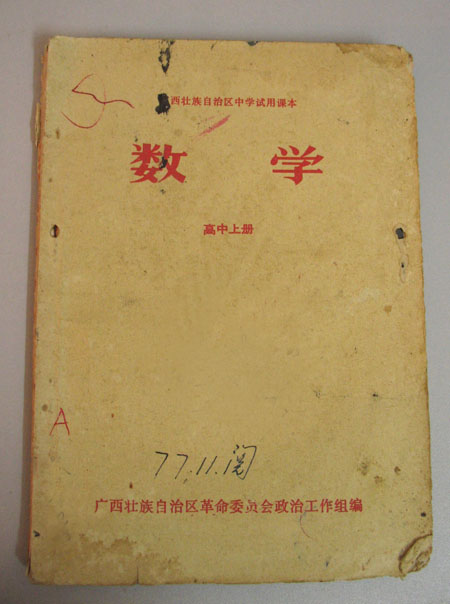 西壮族自治区中学试用课本
数 学
高中上册
A
77.11.阅
广西壮族自治区革命委员会政治工作组编